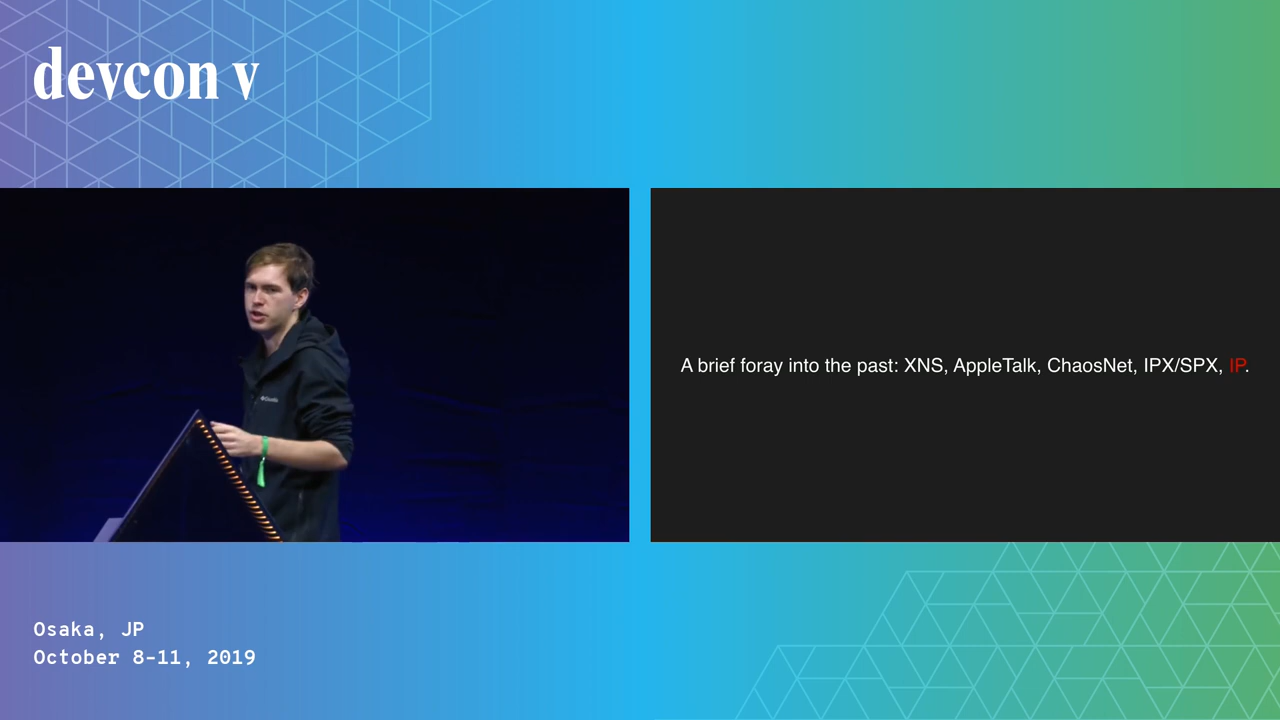 devcon v
A brief foray into the past: XNS, AppleTalk, ChaosNet, IPX/SPX, IP.
Osaka, JP
October 8-11, 2019